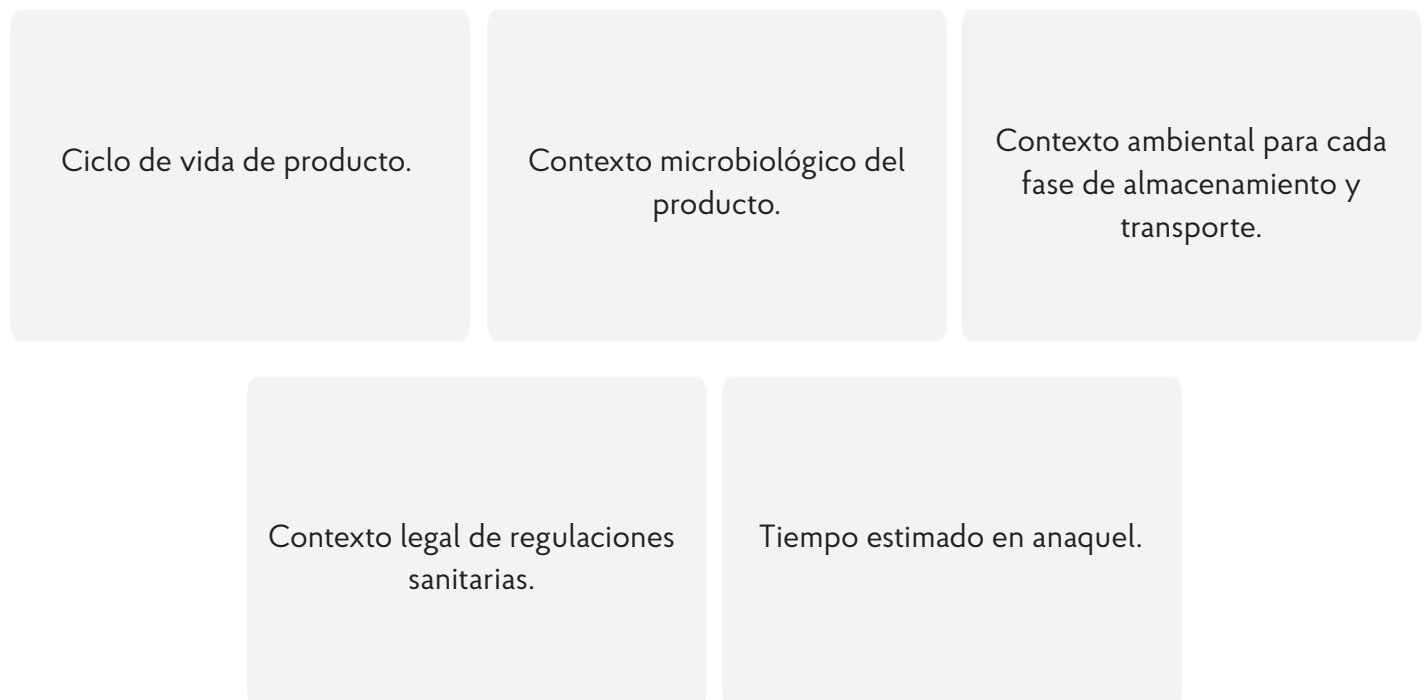 Ciclo de vida de producto.
Contexto microbiológico del
producto.
Contexto ambiental para cada
fase de almacenamiento y
transporte.
Contexto legal de regulaciones
sanitarias.
Tiempo estimado en anaquel.